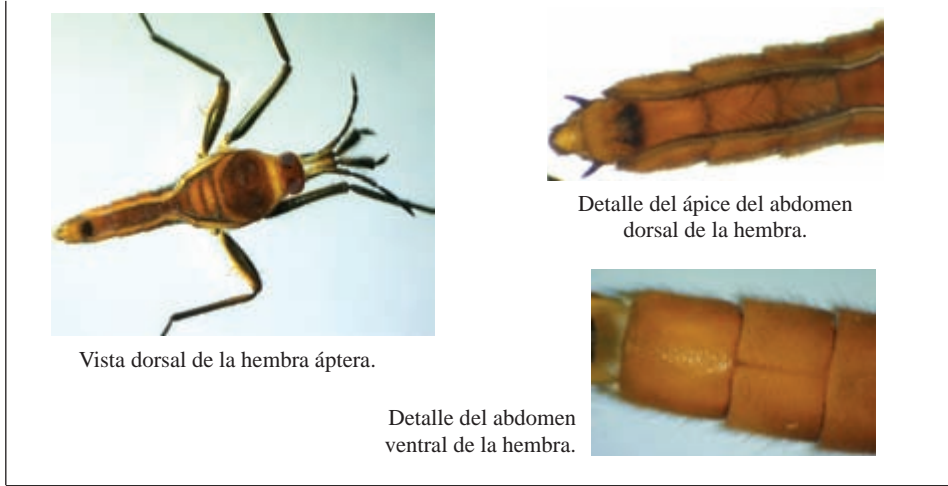 Detalle del ápice del abdomen
dorsal de la hembra.
Vista dorsal de la hembra áptera.
Detalle del abdomen
ventral de la hembra.